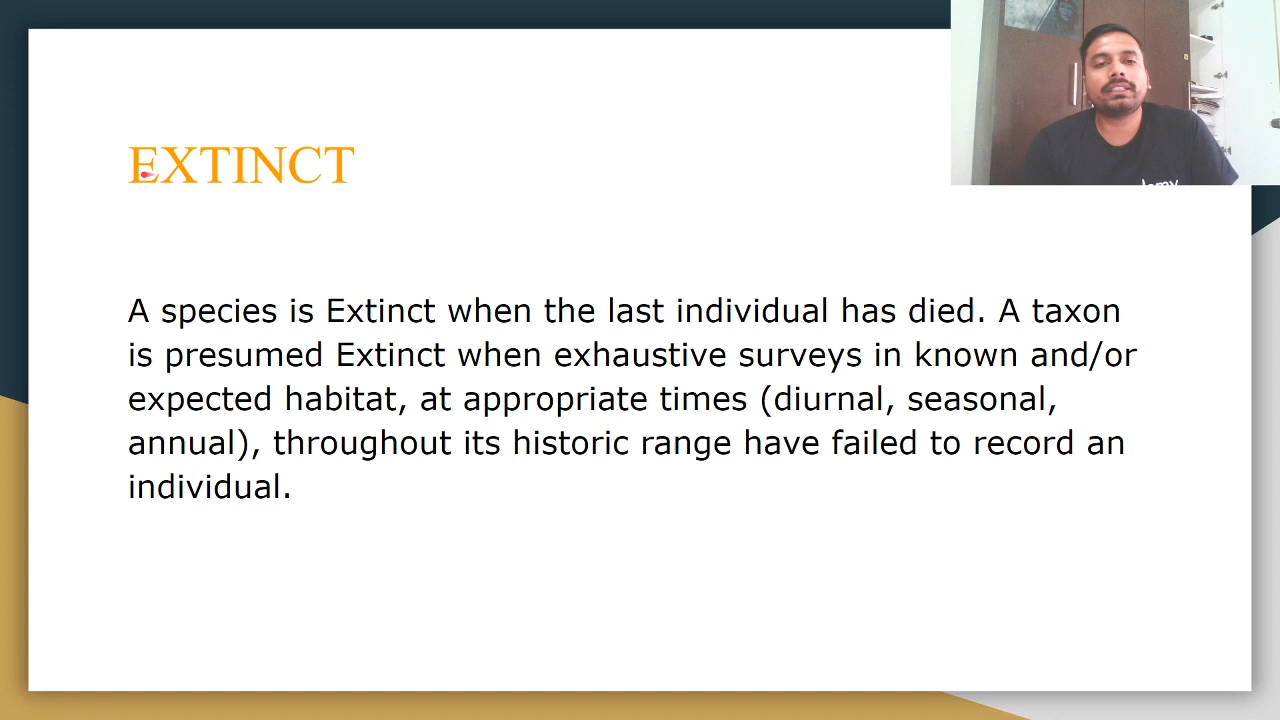 EXTINCT
A species is Extinct when the last individual has died. A taxon
is presumed Extinct when exhaustive surveys in known and/or
expected habitat, at appropriate times (diurnal, seasonal,
annual), throughout its historic range have failed to record an
individual.